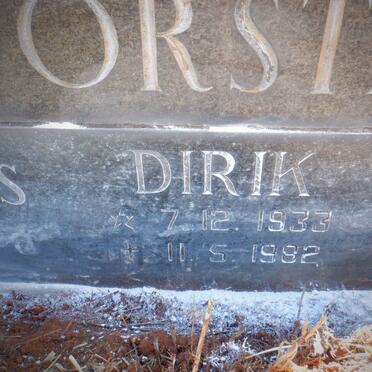 ORST
S DIRIK
☆ 7.12.1933
† 11.5.1982